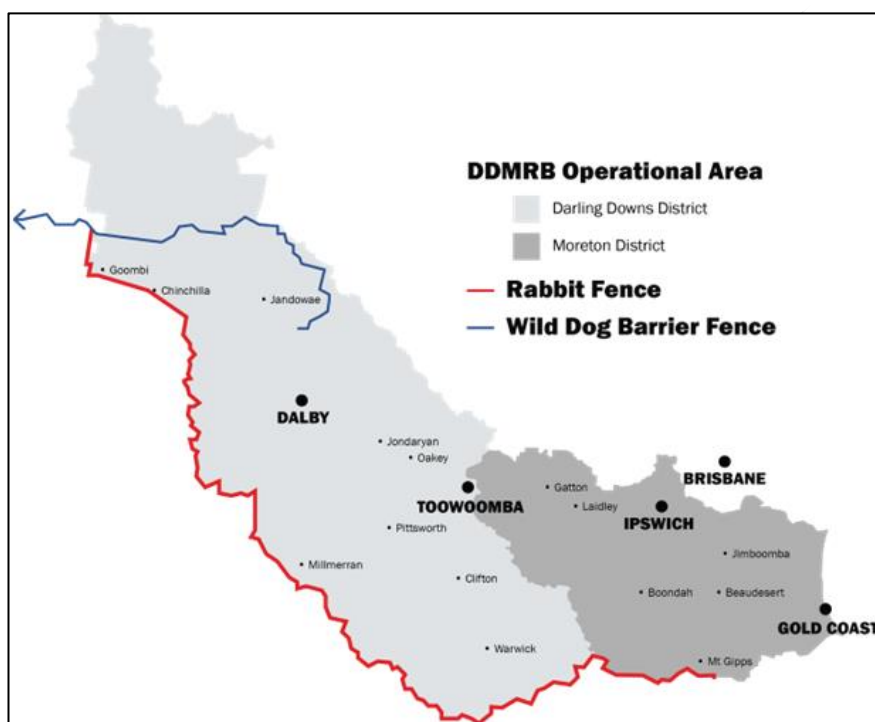 DDMRB Operational Area
Darling Downs District
Moreton District
Rabbit Fence
Wild Dog Barrier Fence
Goombi
Chinchilla
Jandowae
DALBY
Jondaryan
Oakey
BRISBANE
TOOWOOMBA
Gatton
Laidley
IPSWICH
Pittsworth
Jimboomba
Millmerran
Clifton
Boondah
Beaudesert
GOLD COAST
Warwick
Mt Gipps